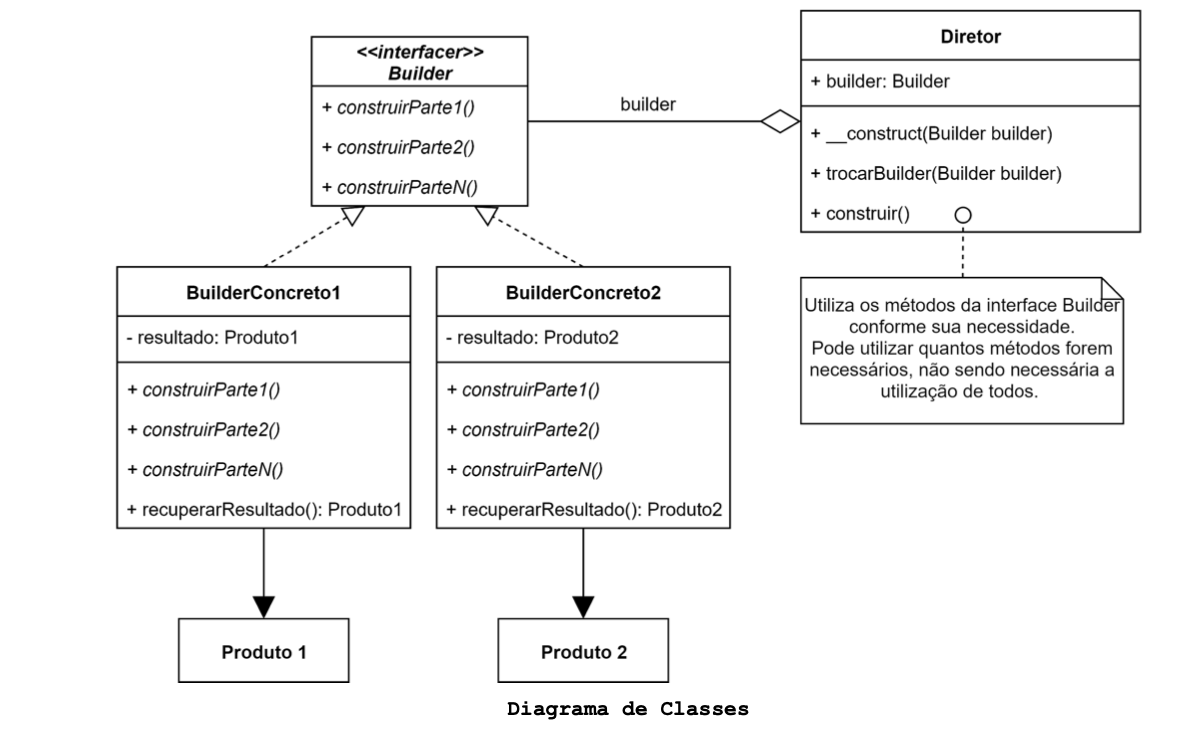 <<interfacer>>
Builder
+ construirParte1()
+ construirParte2()
+ construirParteN()
builder
Diretor
+ builder: Builder
+ __construct(Builder builder)
+ trocarBuilder(Builder builder)
+ construir()
Utiliza os métodos da interface Builder
conforme sua necessidade.
Pode utilizar quantos métodos forem
necessários, não sendo necessária a
utilização de todos.
BuilderConcreto1
- resultado: Produto1
+ construirParte1()
+ construirParte2()
+ construirParteN()
+ recuperarResultado(): Produto1
BuilderConcreto2
- resultado: Produto2
+ construirParte1()
+ construirParte2()
+ construirParteN()
+ recuperarResultado(): Produto2
Produto 1
Produto 2
Diagrama de Classes